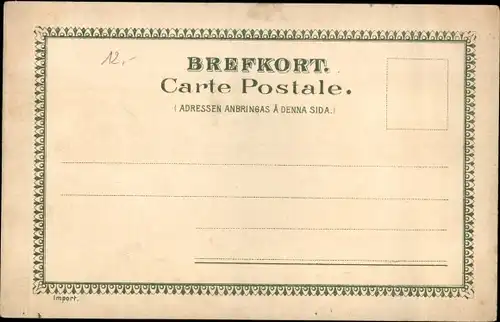 12.-
BREFKORT.
Carte Postale.
(ADRESSEN ANBRINGAS Å DENNA SIDA.)
Import.